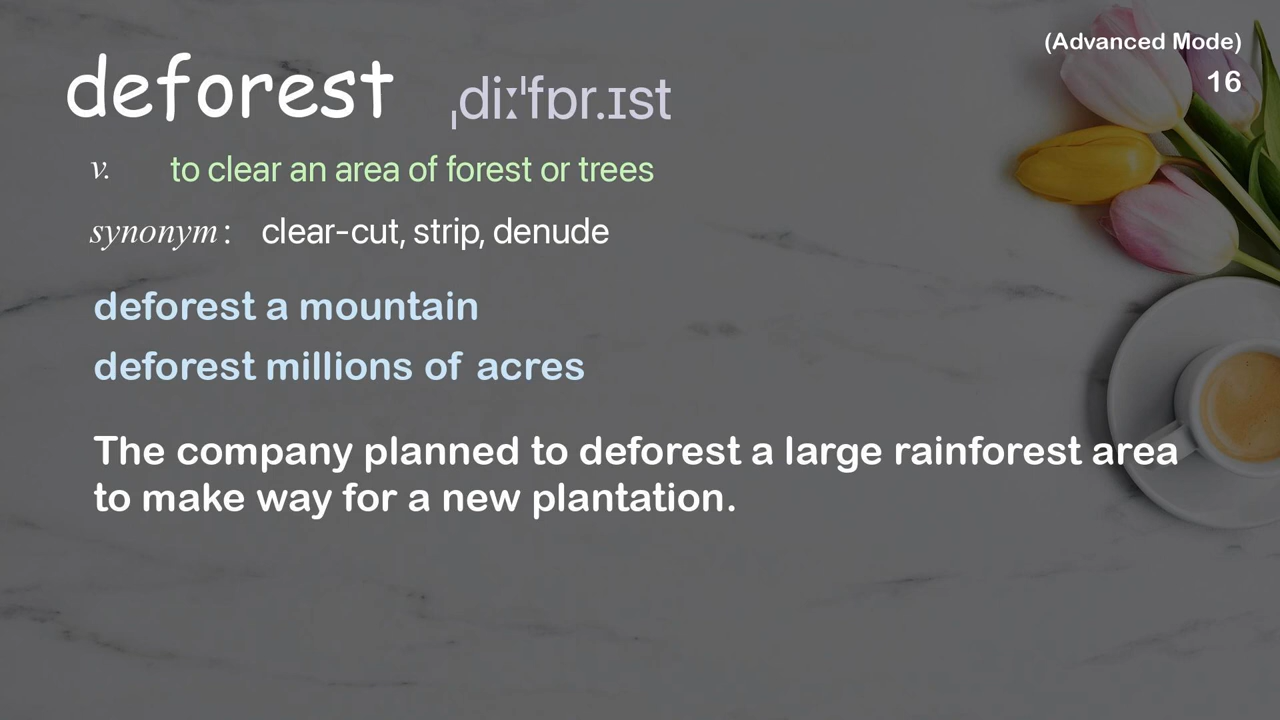 (Advanced Mode)
16
deforest ˌdiːˈfɒr.ɪst
v. to clear an area of forest or trees
synonym : clear-cut, strip, denude
deforest a mountain
deforest millions of acres
The company planned to deforest a large rainforest area
to make way for a new plantation.